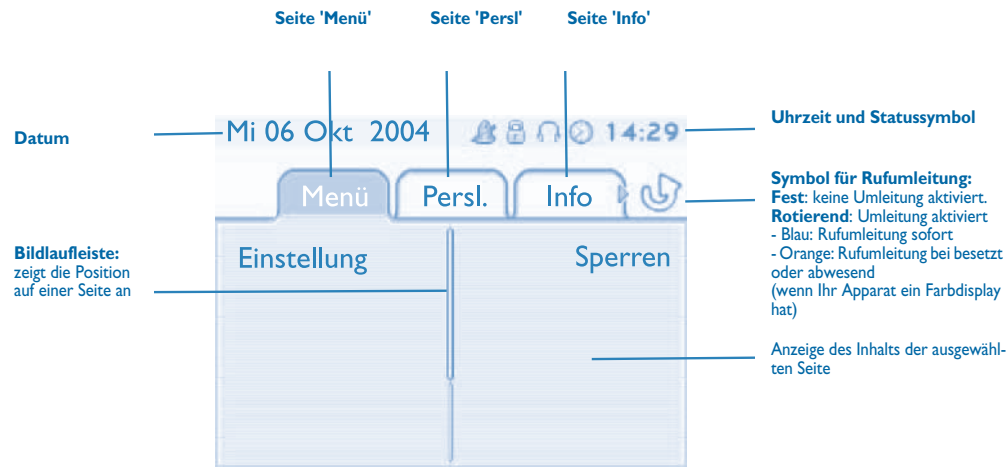 Seite 'Menü' Seite 'Persl' Seite 'Info'
Datum
Mi 06 Okt 2004 14:29
Uhrzeit und Statussymbol
Menü Persl. Info
Symbol für Rufumleitung:
Fest: keine Umleitung aktiviert.
Rotierend: Umleitung aktiviert
- Blau: Rufumleitung sofort
- Orange: Rufumleitung bei besetzt
oder abwesend
(wenn Ihr Apparat ein Farbdisplay
hat)
Bildlaufleiste:
zeigt die Position
auf einer Seite an
Einstellung Sperren
Anzeige des Inhalts der ausgewähl-
ten Seite